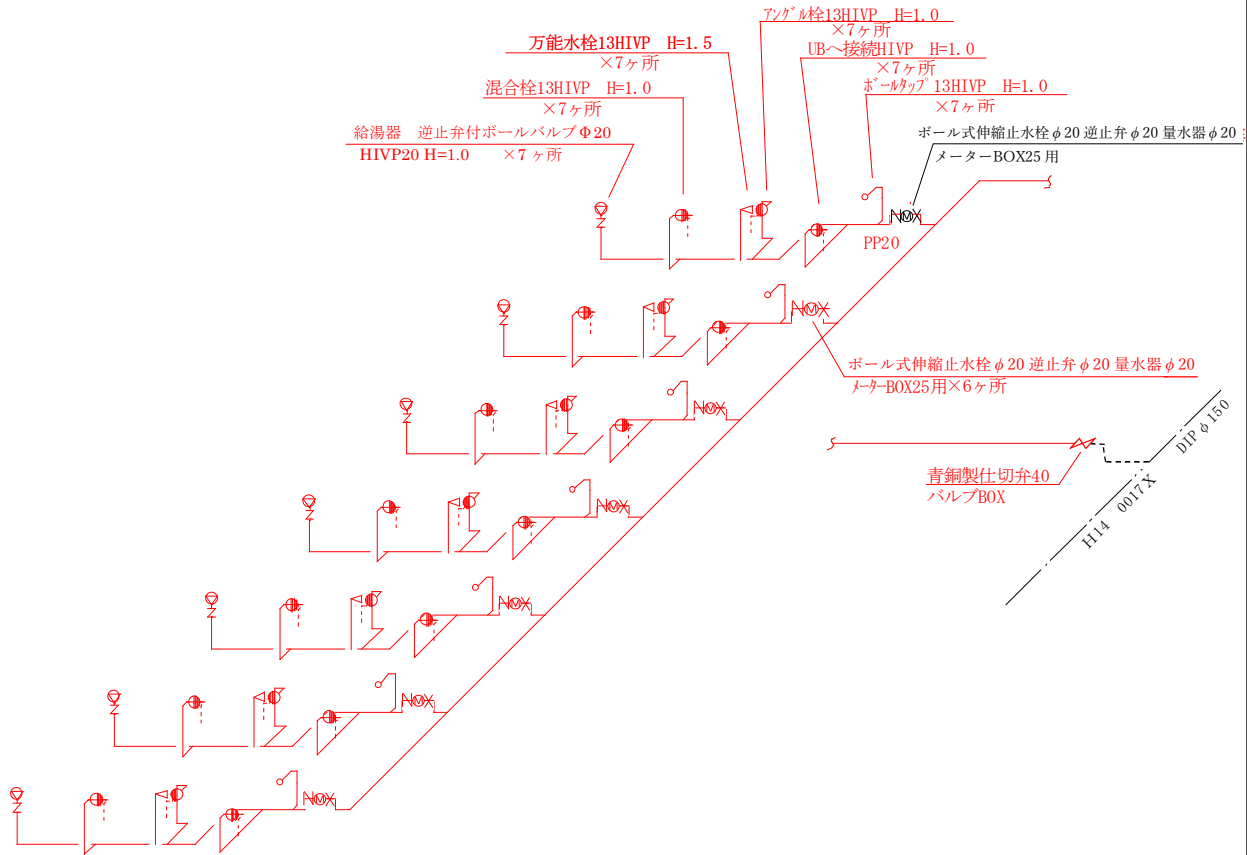 アングル栓13HIVP H=1.0
×7ヶ所
万能水栓13HIVP H=1.5
×7ヶ所
UBへ接続HIVP H=1.0
×7ヶ所
混合栓13HIVP H=1.0
×7ヶ所
ボールタップ13HIVP H=1.0
×7ヶ所
給湯器 逆止弁付ボールバルブΦ20
HIVP20 H=1.0 ×7ヶ所
ボール式伸縮止水栓φ20 逆止弁φ20 量水器φ20
メーターBOX25用
PP20
ボール式伸縮止水栓φ20 逆止弁φ20 量水器φ20
メーターBOX25用×6ヶ所
DIPφ150
青銅製仕切弁40
バルブBOX
H14 0017X